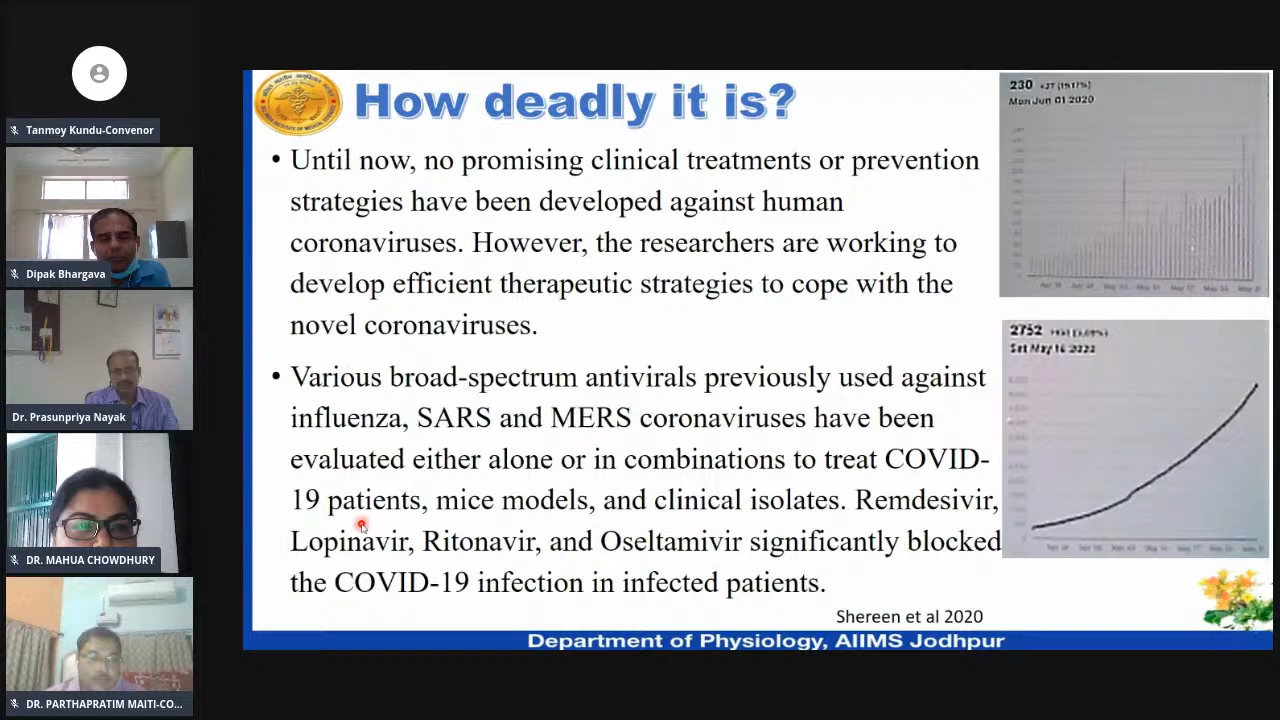 Tanmoy Kundu-Convenor
Dipak Bhargava
Dr. Prasunpriya Nayak
DR. MAHUA CHOWDHURY
DR. PARTHAPRATIM MAITI-CO...
How deadly it is?
• Until now, no promising clinical treatments or prevention
strategies have been developed against human
coronaviruses. However, the researchers are working to
develop efficient therapeutic strategies to cope with the
novel coronaviruses.
• Various broad-spectrum antivirals previously used against
influenza, SARS and MERS coronaviruses have been
evaluated either alone or in combinations to treat COVID-
19 patients, mice models, and clinical isolates. Remdesivir,
Lopinavir, Ritonavir, and Oseltamivir significantly blocked
the COVID-19 infection in infected patients.
Shereen et al 2020
Department of Physiology, AIIMS Jodhpur
230
Mon Jun 01 2020
2752
Sat May 16 2020